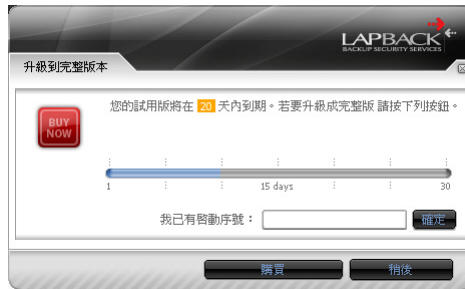 LAPBACK
BACKUP SECURITY SERVICES
升級到完整版本
BUY NOW
您的試用版將在 20 天內到期。若要升級成完整版 請按下列按鈕。
1 15 days 30
我已有啓動序號：
確定
購買
稍後